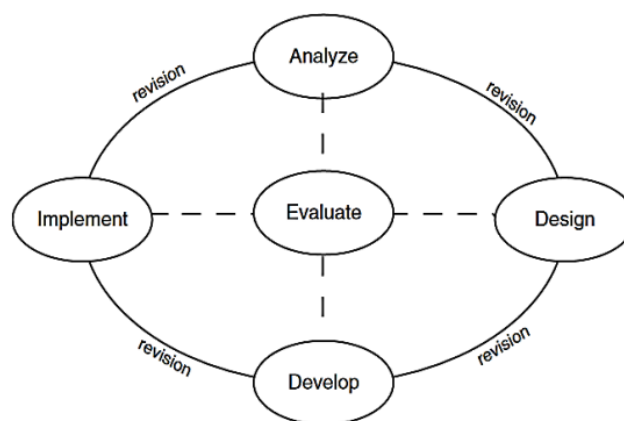 Analyze
revision
revision
Implement
Evaluate
Design
revision
revision
Develop